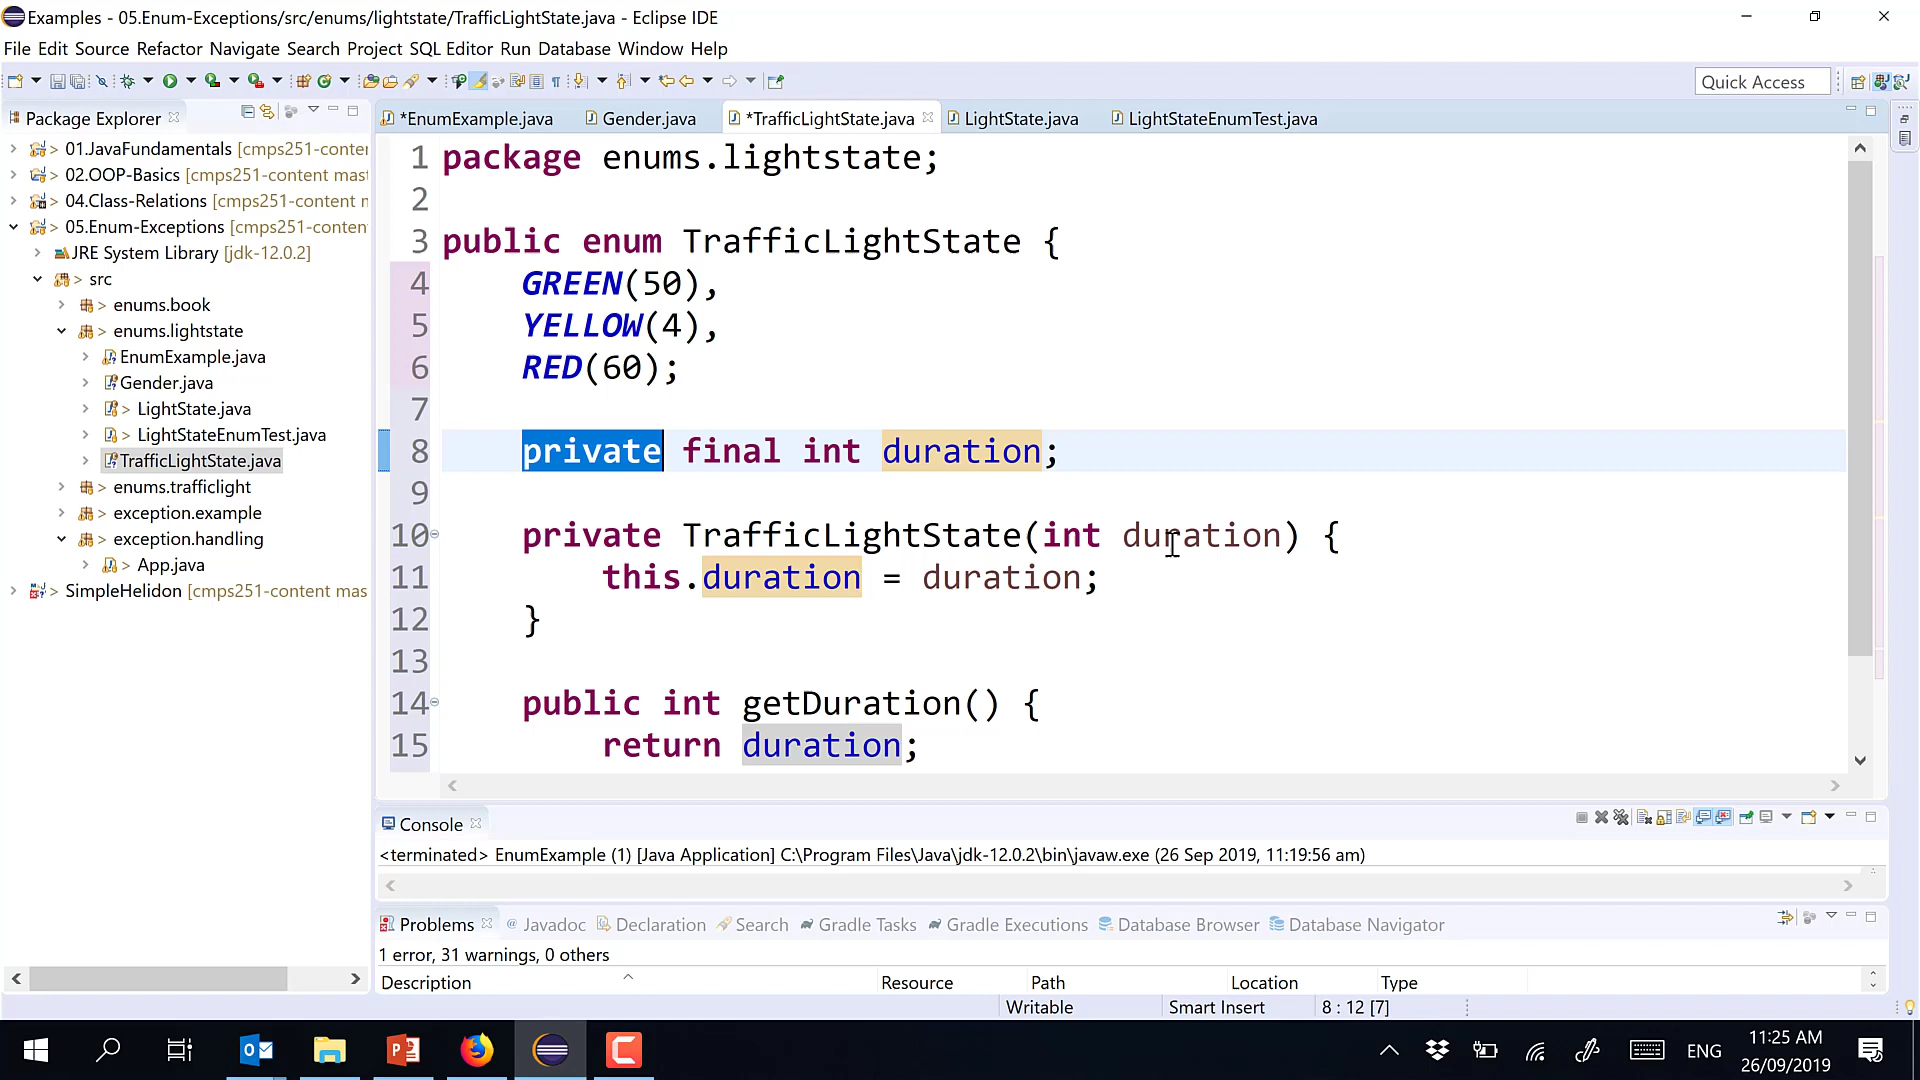 Examples - 05.Enum-Exceptions/src/enums/lightstate/TrafficLightState.java - Eclipse IDE
File Edit Source Refactor Navigate Search Project SQL Editor Run Database Window Help
Quick Access
Package Explorer
*EnumExample.java Gender.java *TrafficLightState.java LightState.java LightStateEnumTest.java
> 01.JavaFundamentals [cmps251-conter
> 02.OOP-Basics [cmps251-content mast
> 04.Class-Relations [cmps251-content n
> 05.Enum-Exceptions [cmps251-conten
JRE System Library [jdk-12.0.2]
> src
> enums.book
> enums.lightstate
EnumExample.java
Gender.java
> LightState.java
> LightStateEnumTest.java
TrafficLightState.java
> enums.trafficlight
> exception.example
> exception.handling
> App.java
> SimpleHelidon [cmps251-content mas
1 package enums.lightstate;
2
3 public enum TrafficLightState {
4 GREEN(50),
5 YELLOW(4),
6 RED(60);
7
8 private final int duration;
9
10 private TrafficLightState(int duration) {
11 this.duration = duration;
12 }
13
14 public int getDuration() {
15 return duration;
Console
<terminated> EnumExample (1) [Java Application] C:\Program Files\Java\jdk-12.0.2\bin\javaw.exe (26 Sep 2019, 11:19:56 am)
Problems @ Javadoc Declaration Search Gradle Tasks Gradle Executions Database Browser Database Navigator
1 error, 31 warnings, 0 others
Description Resource Path Location Type
Writable Smart Insert 8 : 12 [7]
ENG
11:25 AM
26/09/2019